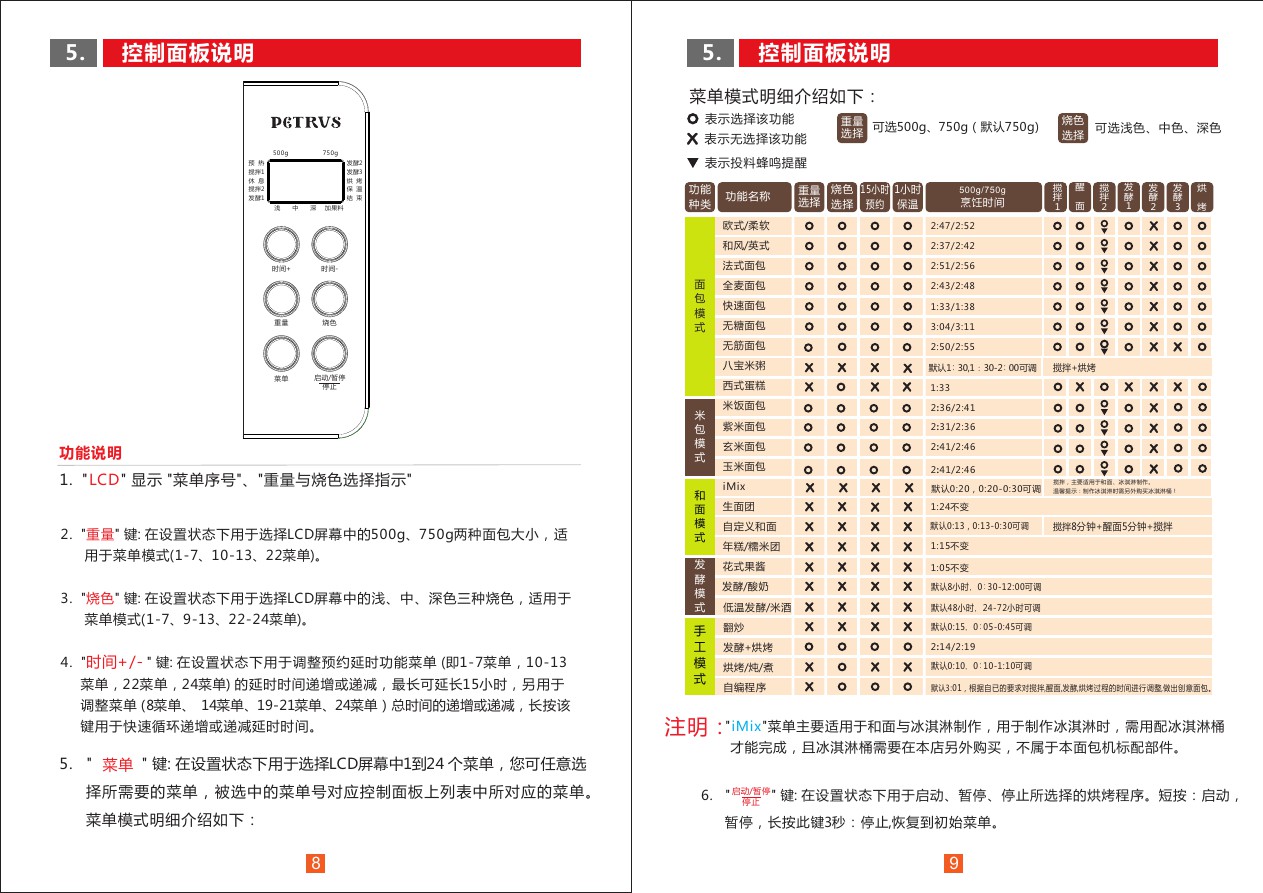 5. 控制面板说明
PETRUS
500g 750g
预 热 发酵2
搅拌1 发酵3
休 息 烘 烤
搅拌2 保 温
发酵1 结 束
浅 中 深 加果料
时间+ 时间-
重量 烧色
菜单 启动/暂停
停止
功能说明
1. "LCD" 显示 "菜单序号"、"重量与烧色选择指示"
2. "重量" 键: 在设置状态下用于选择LCD屏幕中的500g、750g两种面包大小，适
用于菜单模式(1-7、10-13、22菜单)。
3. "烧色" 键: 在设置状态下用于选择LCD屏幕中的浅、中、深色三种烧色，适用于
菜单模式(1-7、9-13、22-24菜单)。
4. "时间+/-" 键: 在设置状态下用于调整预约延时功能菜单 (即1-7菜单，10-13
菜单，22菜单，24菜单) 的延时时间递增或递减，最长可延长15小时，另用于
调整菜单 (8菜单、 14菜单、19-21菜单、24菜单 ) 总时间的递增或递减，长按该
键用于快速循环递增或递减延时时间。
5. " 菜单 " 键: 在设置状态下用于选择LCD屏幕中1到24 个菜单，您可任意选
择所需要的菜单，被选中的菜单号对应控制面板上列表中所对应的菜单。
菜单模式明细介绍如下：
8
5. 控制面板说明
菜单模式明细介绍如下：
O 表示选择该功能
X 表示无选择该功能
▼ 表示投料蜂鸣提醒
重量选择 可选500g、750g ( 默认750g) 烧色选择 可选浅色、中色、深色
功能种类 功能名称 重量选择 烧色选择 15小时预约 1小时保温 500g/750g烹饪时间 搅拌1 醒面 搅拌2 发酵1 发酵2 发酵3 烘烤
面包模式
欧式/柔软 O O O O 2:47/2:52 O O O▼ O X O O
和风/英式 O O O O 2:37/2:42 O O O▼ O X O O
法式面包 O O O O 2:51/2:56 O O O▼ O X O O
全麦面包 O O O O 2:43/2:48 O O O▼ O X O O
快速面包 O O O O 1:33/1:38 O O O▼ O X O O
无糖面包 O O O O 3:04/3:11 O O O▼ O X O O
无筋面包 O O O O 2:50/2:55 O O O▼ O X X O
八宝米粥 X X X X 默认1: 30,1：30-2: 00可调 搅拌+烘烤
西式蛋糕 X O X X 1:33 O X O X X X O
米包模式
米饭面包 O O O O 2:36/2:41 O O O▼ O X O O
紫米面包 O O O O 2:31/2:36 O O O▼ O X O O
玄米面包 O O O O 2:41/2:46 O O O▼ O X O O
玉米面包 O O O O 2:41/2:46 O O O▼ O X O O
和面模式
iMix X X X X 默认0:20，0:20-0:30可调 搅拌，主要适用于和面、冰淇淋制作。
温馨提示：制作冰淇淋时需另外购买冰淇淋桶！
生面团 X X X X 1:24不变
自定义和面 X X X X 默认0:13，0:13-0:30可调 搅拌8分钟+醒面5分钟+搅拌
年糕/糯米团 X X X X 1:15不变
发酵模式
花式果酱 X X X X 1:05不变
发酵/酸奶 X X X X 默认8小时，0:30-12:00可调
低温发酵/米酒 X X X X 默认48小时，24-72小时可调
手工模式
翻炒 X X X X 默认0:15，0:05-0:45可调
发酵+烘烤 O O O O 2:14/2:19
烘烤/炖/煮 X O O O 默认0:10，0:10-1:10可调
自编程序 X O O O 默认3:01，根据自已的要求对搅拌,醒面,发酵,烘烤过程的时间进行调整,做出创意面包。
注明："iMix"菜单主要适用于和面与冰淇淋制作，用于制作冰淇淋时，需用配冰淇淋桶
才能完成，且冰淇淋桶需要在本店另外购买，不属于本面包机标配部件。
6. "启动/暂停 停止" 键: 在设置状态下用于启动、暂停、停止所选择的烘烤程序。短按：启动，
暂停，长按此键3秒：停止,恢复到初始菜单。
9